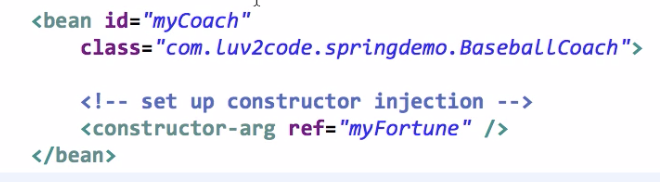 <bean id="myCoach"
class="com.luv2code.springdemo.BaseballCoach">
<!-- set up constructor injection -->
<constructor-arg ref="myFortune" />
</bean>